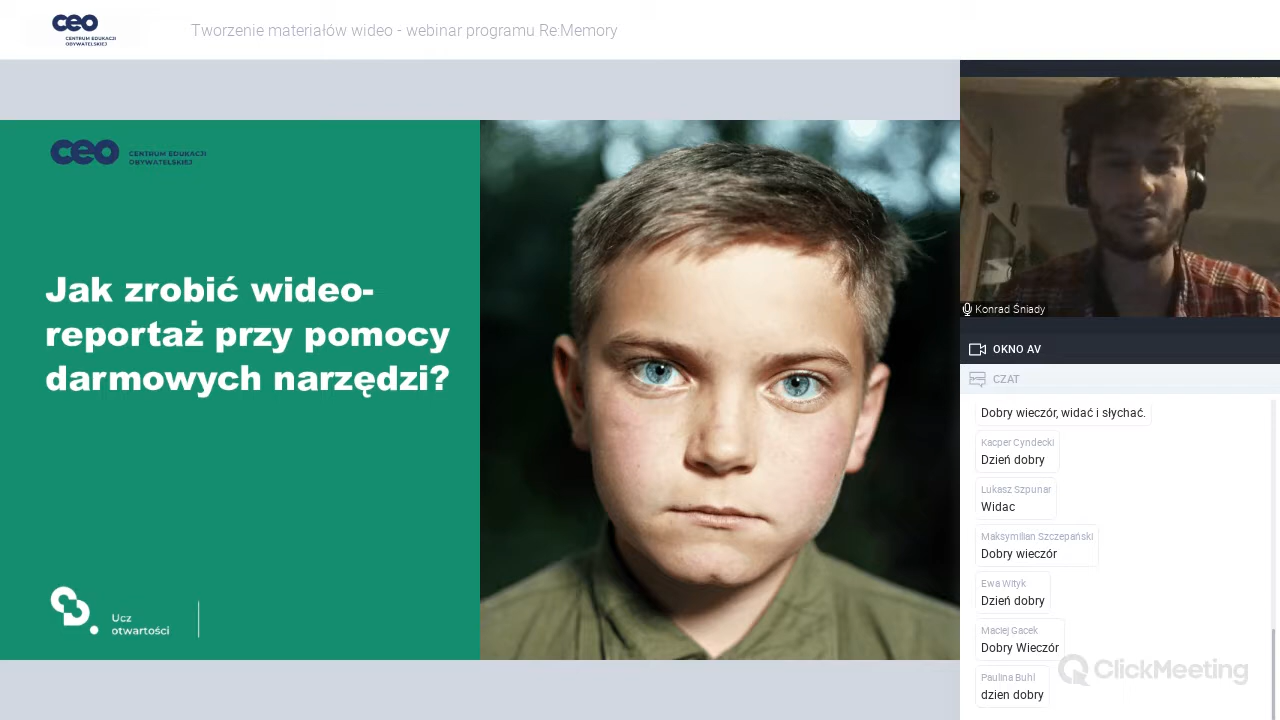 ceo
CENTRUM EDUKACJI
OBYWATELSKIEJ
Tworzenie materiałów wideo - webinar programu Re:Memory
ceo
CENTRUM EDUKACJI
OBYWATELSKIEJ
Jak zrobić wideo-
reportaż przy pomocy
darmowych narzędzi?
Ucz
otwartości
Konrad Śniady
OKNO AV
CZAT
Dobry wieczór, widać i słychać.
Kacper Cyndecki
Dzień dobry
Lukasz Szpunar
Widac
Maksymilian Szczepański
Dobry wieczór
Ewa Wityk
Dzień dobry
Maciej Gacek
Dobry Wieczór
Paulina Buhl
dzien dobry
ClickMeeting